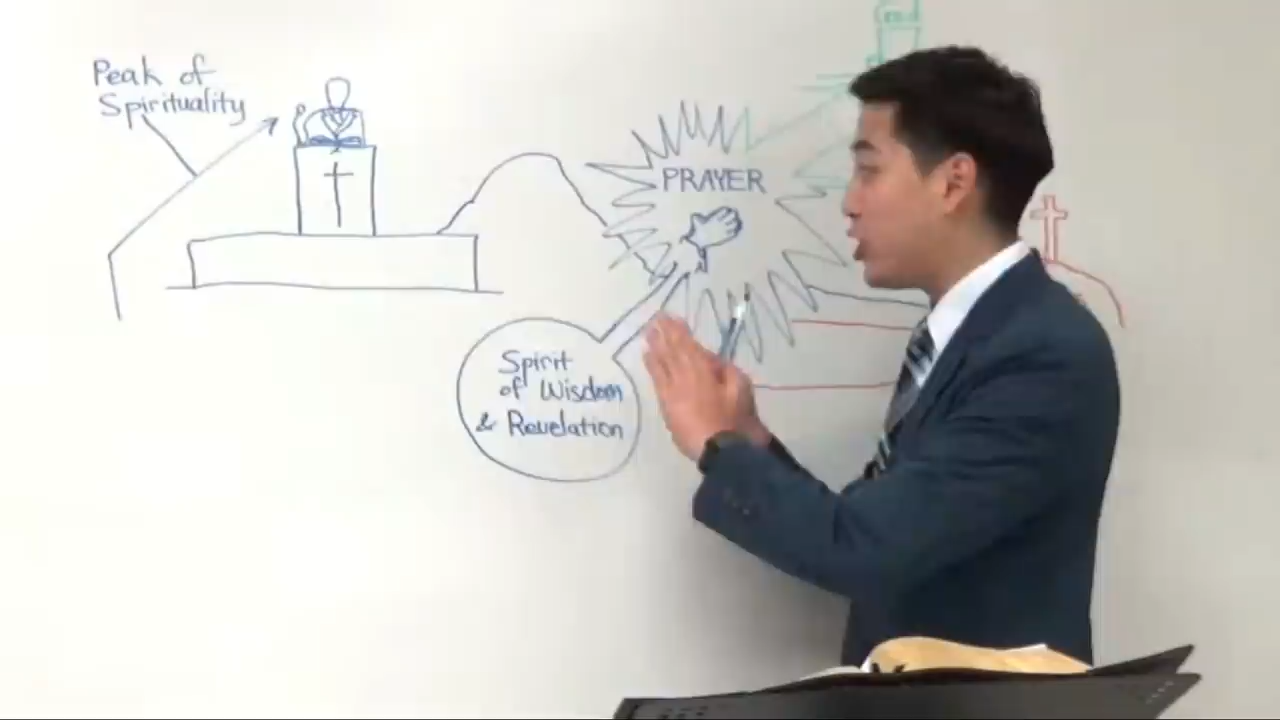 Peak of
Spirituality
PRAYER
Spirit
of Wisdom
& Revelation